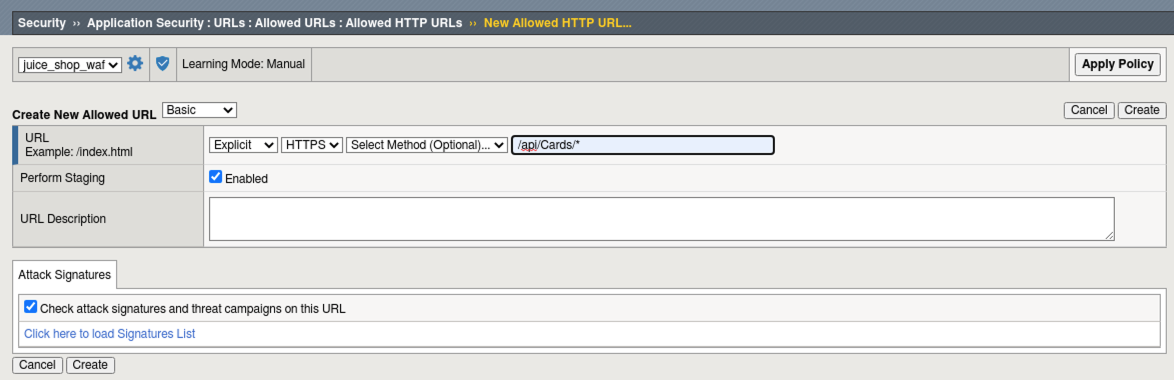 Security ›› Application Security : URLs : Allowed URLs : Allowed HTTP URLs ›› New Allowed HTTP URL...
juice_shop_waf Learning Mode: Manual Apply Policy
Create New Allowed URL Basic Cancel Create
URL
Example: /index.html
Explicit HTTPS Select Method (Optional)... /api/Cards/*
Perform Staging Enabled
URL Description
Attack Signatures
Check attack signatures and threat campaigns on this URL
Click here to load Signatures List
Cancel Create